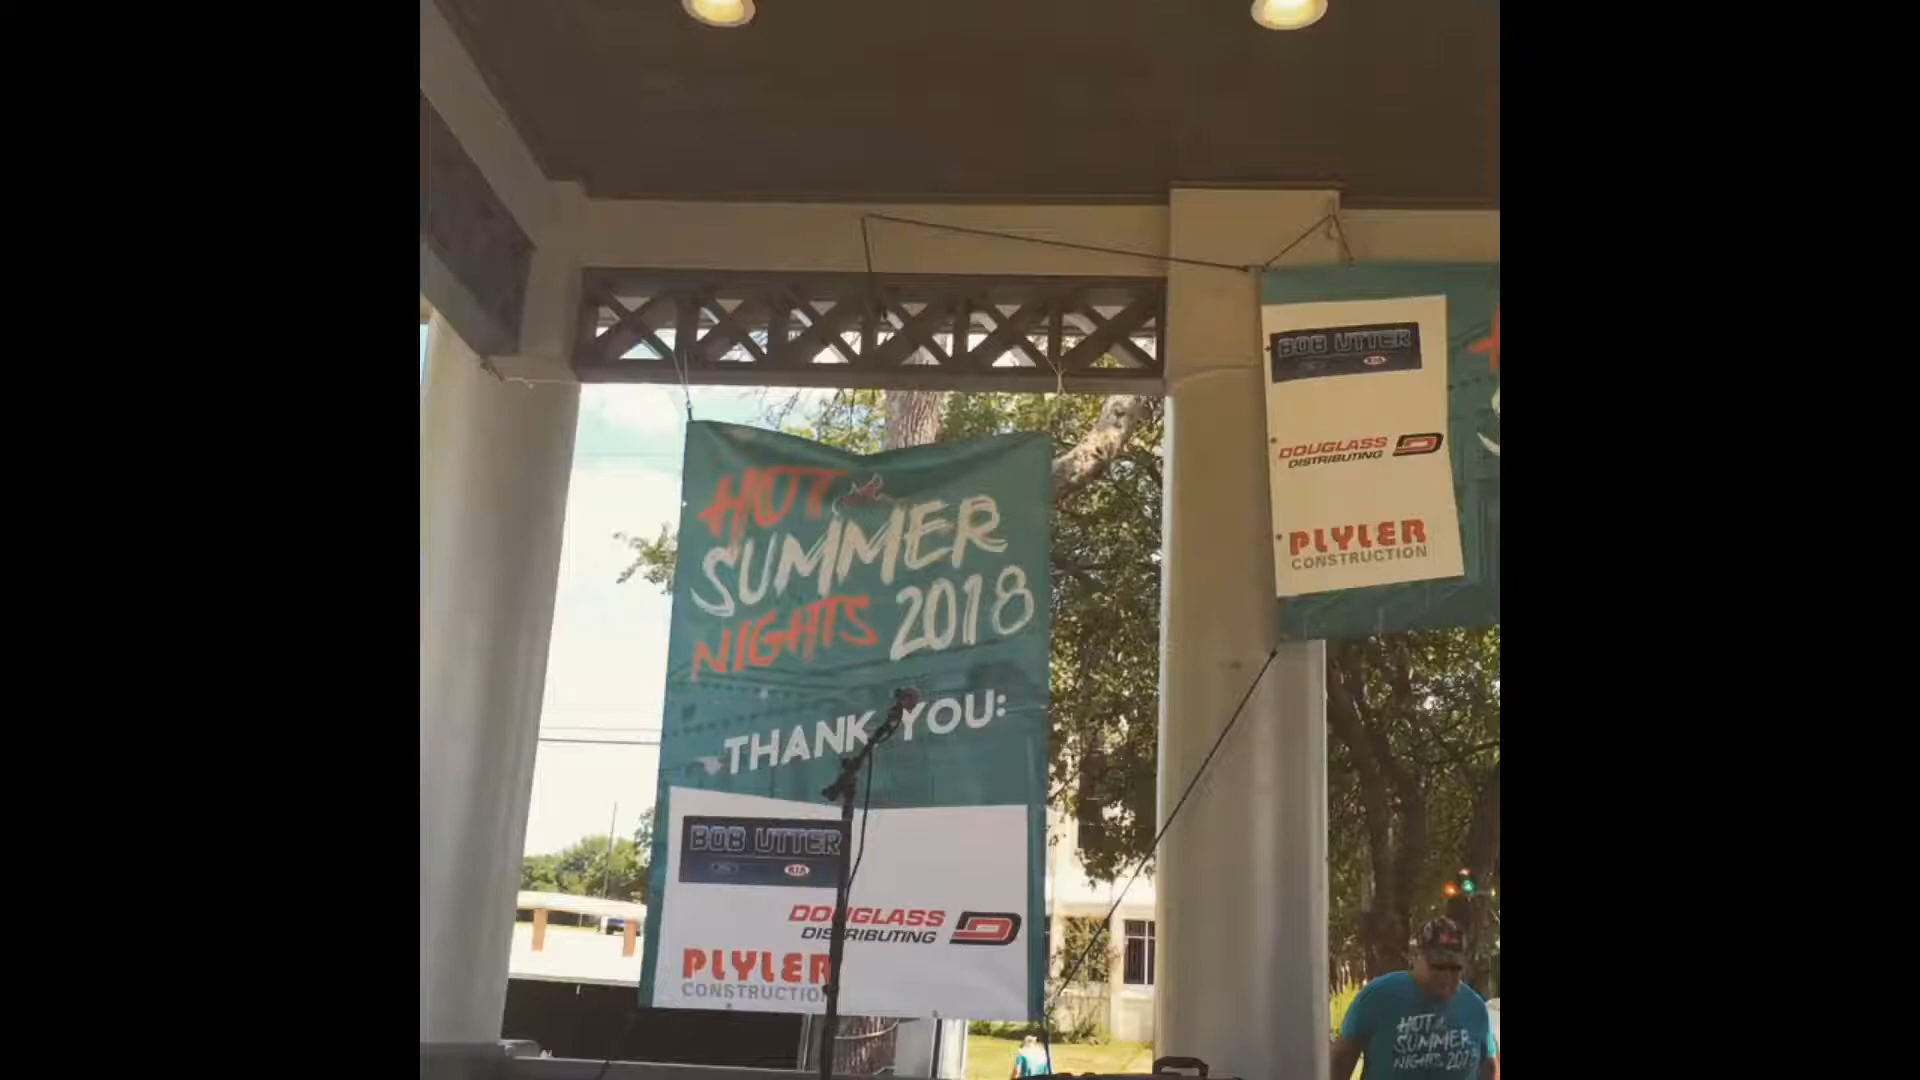 HOT
SUMMER
NIGHTS 2018
THANK YOU:
BOB UTTER
KIA
DOUGLASS
DISTRIBUTING
PLYLER
CONSTRUCTION
BOB UTTER
KIA
DOUGLASS
DISTRIBUTING
PLYLER
CONSTRUCTION
HOT
SUMMER
NIGHTS 2018